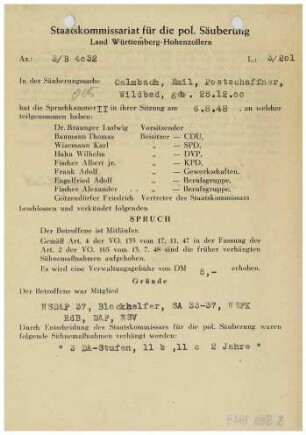 Staatskommissariat für die pol. Säuberung
Land Württemberg-Hohenzollern
Az.: 3/B 4032 L.: 3/201
In der Säuberungssache: Calmbach, Emil, Postschaffner,
Wildbad, geb. 25.12.00
hat die Spruchkammer II in ihrer Sitzung am 6.8.48 an welcher
teilgenommen haben:
Dr. Braunger Ludwig Vorsitzender
Baumann Thomas Beisitzer — CDU,
Wizemann Karl „ — SPD,
Hahn Wilhelm „ — DVP,
Fischer Albert jr. „ — KPD,
Frank Adolf „ — Gewerkschaften,
Engelfried Adolf „ — Berufsgruppe,
Fischer Alexander „ — Berufsgruppe,
Götzendörfer Friedrich Vertreter des Staatskommissars
beschlossen und verkündet folgenden
SPRUCH
Der Betroffene ist Mitläufer.
Gemäß Art. 4 der VO. 133 vom 17. 11. 47 in der Fassung des
Art. 2 der VO. 165 vom 13. 7. 48 sind die früher verhängten
Sühnemaßnahmen aufgehoben.
Es wird eine Verwaltungsgebühr von DM 5,- erhoben.
Gründe
Der Betroffene war Mitglied
NSDAP 37, Blockhelfer, SA 33-37, NSFK
RdB, DAF, NSV
Durch Entscheidung des Staatskommissars für die pol. Säuberung waren
folgende Sühnemaßnahmen verhängt worden:
" 3 DA-Stufen, 11 b ,11 c 2 Jahre "